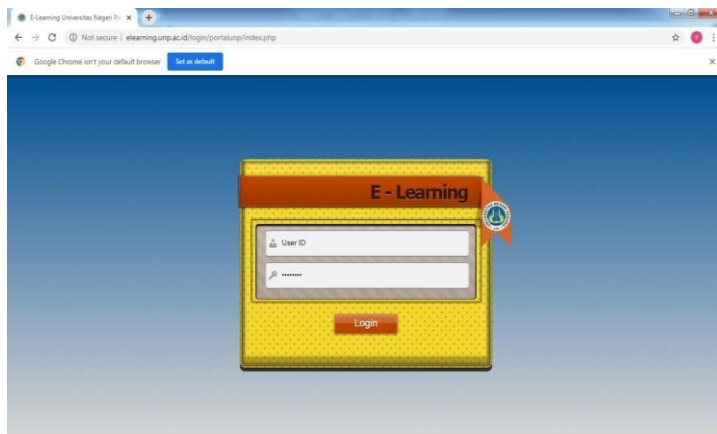 E-Learning Universitas Negeri
Not secure | elearning.unp.ac.id/login/portalunp/index.php
Google Chrome isn't your default browser Set as default
E - Learning
User ID
••••••••
Login